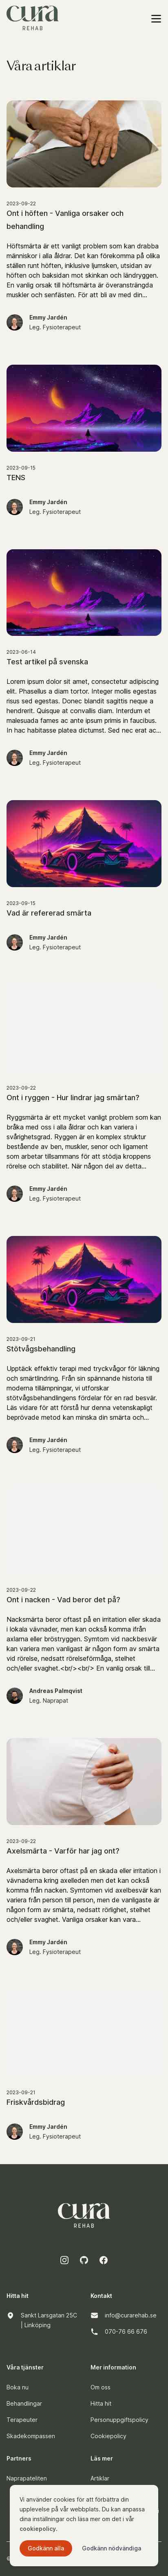 cura
REHAB
Våra artiklar
2023-09-22
Ont i höften - Vanliga orsaker och
behandling
Höftsmärta är ett vanligt problem som kan drabba
människor i alla åldrar. Det kan förekomma på olika
ställen runt höften, inklusive ljumsken, utsidan av
höften och baksidan mot skinkan och ländryggen.
En vanlig orsak till höftsmärta är överansträngda
muskler och senfästen. För att bli av med din...
Emmy Jardén
Leg. Fysioterapeut
2023-09-15
TENS
Emmy Jardén
Leg. Fysioterapeut
2023-06-14
Test artikel på svenska
Lorem ipsum dolor sit amet, consectetur adipiscing
elit. Phasellus a dolor tortor. Integer mollis egestas
risus sed egestas. Donec blandit sagittis neque a
hendrerit. Quisque at convallis diam. Interdum et
malesuada fames ac ante ipsum primis in faucibus.
In hac habitasse platea dictumst. Sed nec erat ac...
Emmy Jardén
Leg. Fysioterapeut
2023-09-15
Vad är refererad smärta
Emmy Jardén
Leg. Fysioterapeut
2023-09-22
Ont i ryggen - Hur lindrar jag smärtan?
Ryggsmärta är ett mycket vanligt problem som kan
bråka med oss i alla åldrar och kan variera i
svårighetsgrad. Ryggen är en komplex struktur
bestående av ben, muskler, senor och ligament
som arbetar tillsammans för att stödja kroppens
rörelse och stabilitet. När någon del av detta...
Emmy Jardén
Leg. Fysioterapeut
2023-09-21
Stötvågsbehandling
Upptäck effektiv terapi med tryckvågor för läkning
och smärtlindring. Från sin spännande historia till
moderna tillämpningar, vi utforskar
stötvågsbehandlingens fördelar för en rad besvär.
Läs vidare för att förstå hur denna vetenskapligt
beprövade metod kan minska din smärta och...
Emmy Jardén
Leg. Fysioterapeut
2023-09-22
Ont i nacken - Vad beror det på?
Nacksmärta beror oftast på en irritation eller skada
i lokala vävnader, men kan också komma ifrån
axlarna eller bröstryggen. Symtom vid nackbesvär
kan variera men vanligast är någon form av smärta
vid rörelse, nedsatt rörelseförmåga, stelhet
och/eller svaghet.<br/><br/> En vanlig orsak till...
Andreas Palmqvist
Leg. Naprapat
2023-09-22
Axelsmärta - Varför har jag ont?
Axelsmärta beror oftast på en skada eller irritation i
vävnaderna kring axelleden men det kan också
komma från nacken. Symtomen vid axelbesvär kan
variera från person till person, men de vanligaste är
någon form av smärta, nedsatt rörlighet, stelhet
och/eller svaghet. Vanliga orsaker kan vara...
Emmy Jardén
Leg. Fysioterapeut
2023-09-21
Friskvårdsbidrag
Emmy Jardén
Leg. Fysioterapeut
cura
REHAB
Hitta hit
Kontakt
Sankt Larsgatan 25C
| Linköping
info@curarehab.se
070-76 66 676
Våra tjänster
Mer information
Boka nu
Om oss
Behandlingar
Hitta hit
Terapeuter
Personuppgiftspolicy
Skadekompassen
Cookiepolicy
Partners
Läs mer
Naprapateliten
Artiklar
Vi använder cookies för att förbättra din
upplevelse på vår webbplats. Du kan anpassa
dina inställningar och läsa mer om det i vår
cookiepolicy.
Godkänn alla
Godkänn nödvändiga